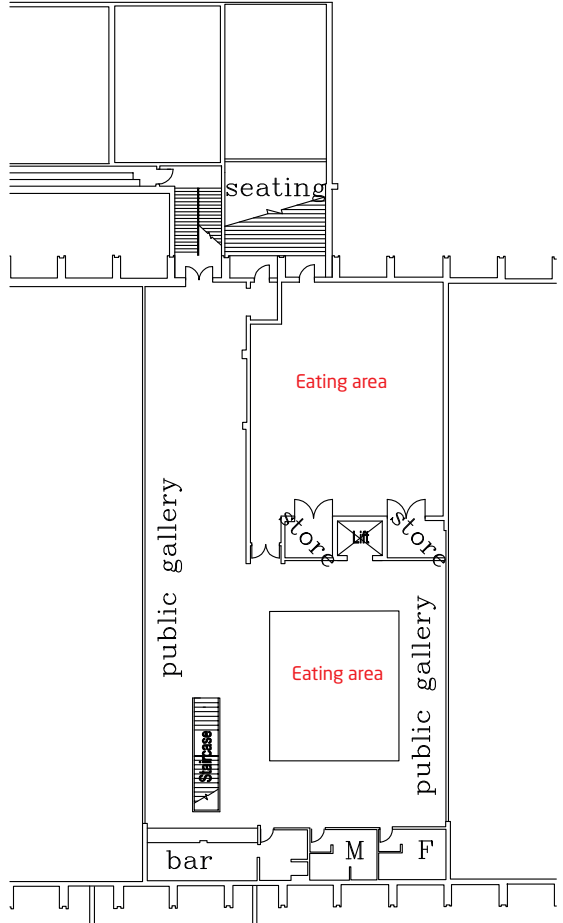 seating
Eating area
store
Lift
store
public gallery
Eating area
public gallery
Staircase
bar
M
F